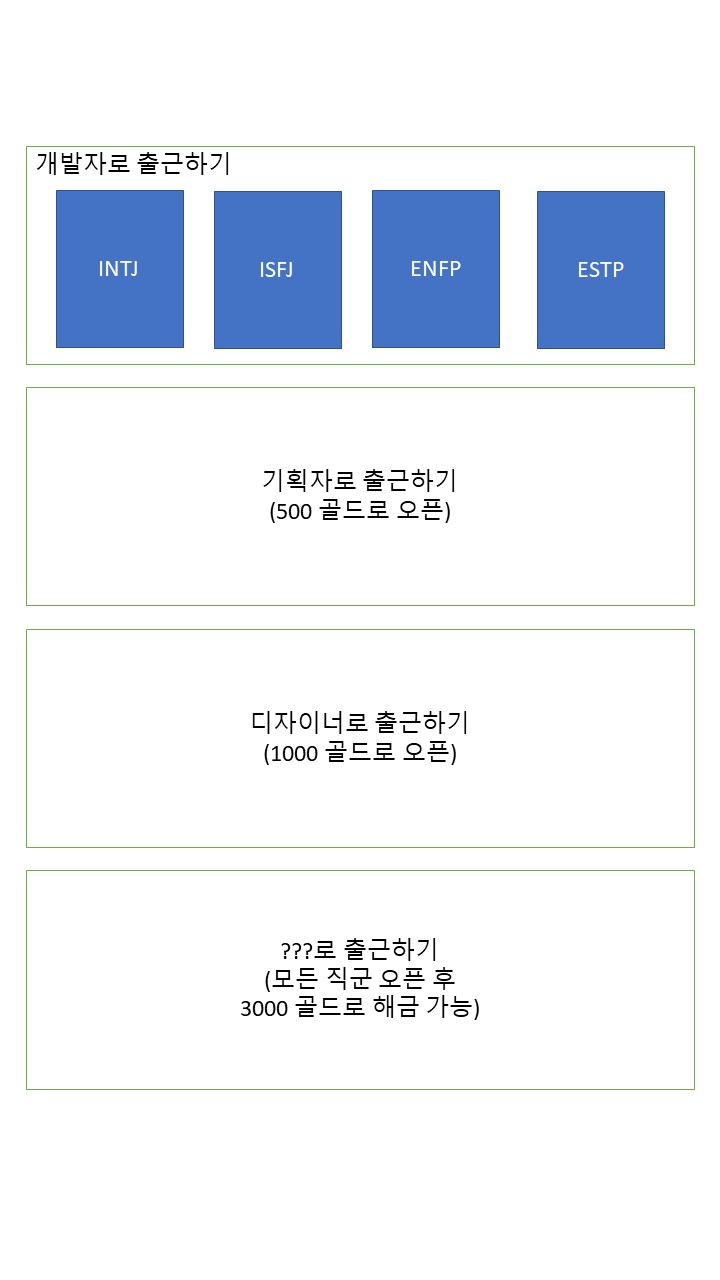 개발자로 출근하기
INTJ
ISFJ
ENFP
ESTP
기획자로 출근하기
(500 골드로 오픈)
디자이너로 출근하기
(1000 골드로 오픈)
???로 출근하기
(모든 직군 오픈 후
3000 골드로 해금 가능)